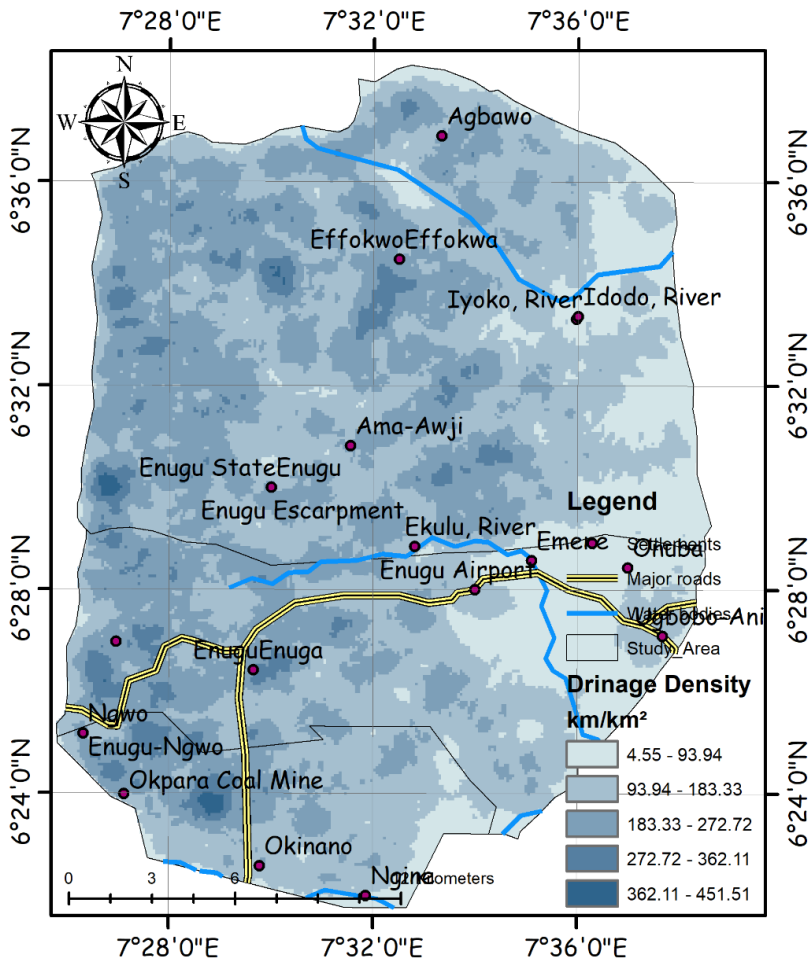 7°28'0"E 7°32'0"E 7°36'0"E
N
W E
S
6°36'0"N 6°36'0"N
Agbawo
EffokwoEffokwa
Iyoko, River Idodo, River
6°32'0"N 6°32'0"N
Ama-Awji
Enugu StateEnugu
Enugu Escarpment
Legend
Ekulu, River
Emene
Settlements
Onuba
Enugu Airport
Major roads
6°28'0"N 6°28'0"N
Water bodies
Ugbobo-Ani
EnuguEnuga
Study_Area
Drinage Density
km/km²
Ngwo
Enugu-Ngwo
4.55 - 93.94
Okpara Coal Mine
93.94 - 183.33
6°24'0"N 6°24'0"N
183.33 - 272.72
Okinano
272.72 - 362.11
Ngine
0 3 6 12 Kilometers
362.11 - 451.51
7°28'0"E 7°32'0"E 7°36'0"E